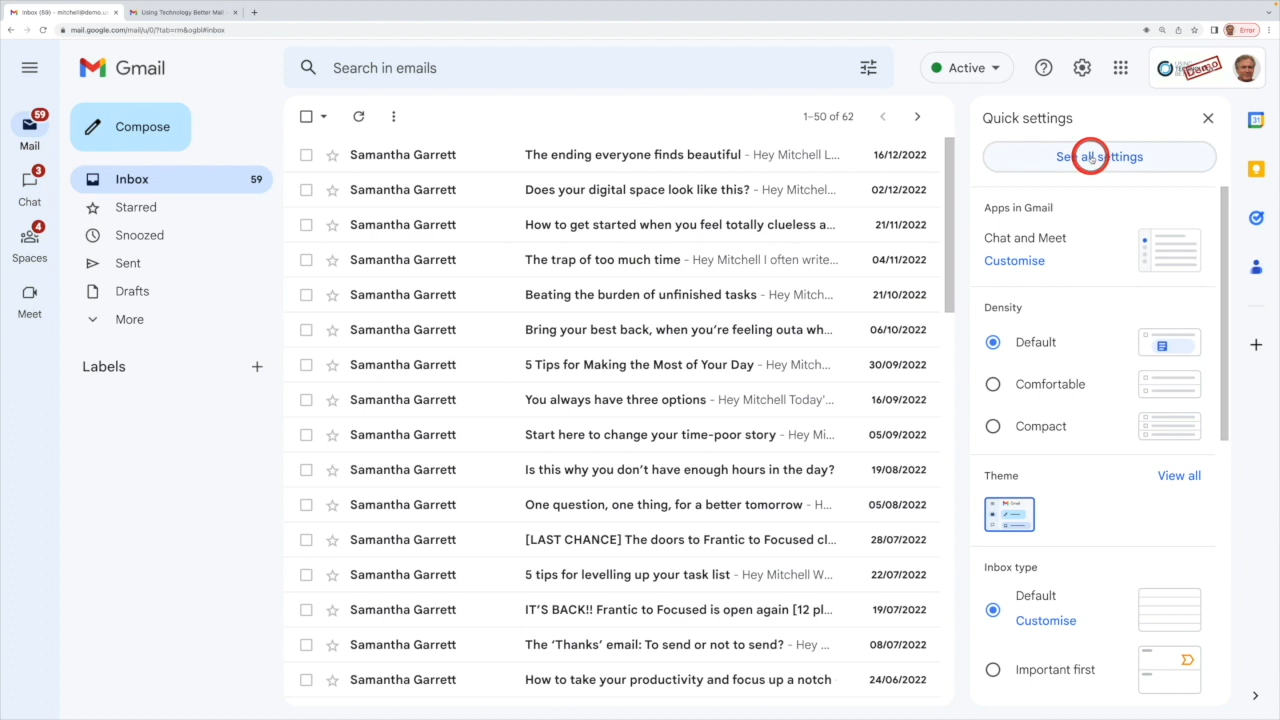 Inbox (59) - mitchell@demo.us
Using Technology Better Mail -
mail.google.com/mail/u/0/?tab=rm&ogbl#inbox
Error
Gmail
Search in emails
Active
Demo
59
Mail
3
Chat
4
Spaces
Meet
Compose
Inbox 59
Starred
Snoozed
Sent
Drafts
More
Labels
1–50 of 62
Samantha Garrett The ending everyone finds beautiful - Hey Mitchell L... 16/12/2022
Samantha Garrett Does your digital space look like this? - Hey Mitchel... 02/12/2022
Samantha Garrett How to get started when you feel totally clueless a... 21/11/2022
Samantha Garrett The trap of too much time - Hey Mitchell I often write... 04/11/2022
Samantha Garrett Beating the burden of unfinished tasks - Hey Mitch... 21/10/2022
Samantha Garrett Bring your best back, when you're feeling outa wh... 06/10/2022
Samantha Garrett 5 Tips for Making the Most of Your Day - Hey Mitch... 30/09/2022
Samantha Garrett You always have three options - Hey Mitchell Today'... 16/09/2022
Samantha Garrett Start here to change your time-poor story - Hey Mi... 05/09/2022
Samantha Garrett Is this why you don't have enough hours in the day? 19/08/2022
Samantha Garrett One question, one thing, for a better tomorrow - H... 05/08/2022
Samantha Garrett [LAST CHANCE] The doors to Frantic to Focused cl... 28/07/2022
Samantha Garrett 5 tips for levelling up your task list - Hey Mitchell W... 22/07/2022
Samantha Garrett IT'S BACK!! Frantic to Focused is open again [12 pl... 19/07/2022
Samantha Garrett The 'Thanks' email: To send or not to send? - Hey ... 08/07/2022
Samantha Garrett How to take your productivity and focus up a notch 24/06/2022
Quick settings
See all settings
Apps in Gmail
Chat and Meet
Customise
Density
Default
Comfortable
Compact
Theme
View all
Gmail
Inbox type
Default
Customise
Important first
31